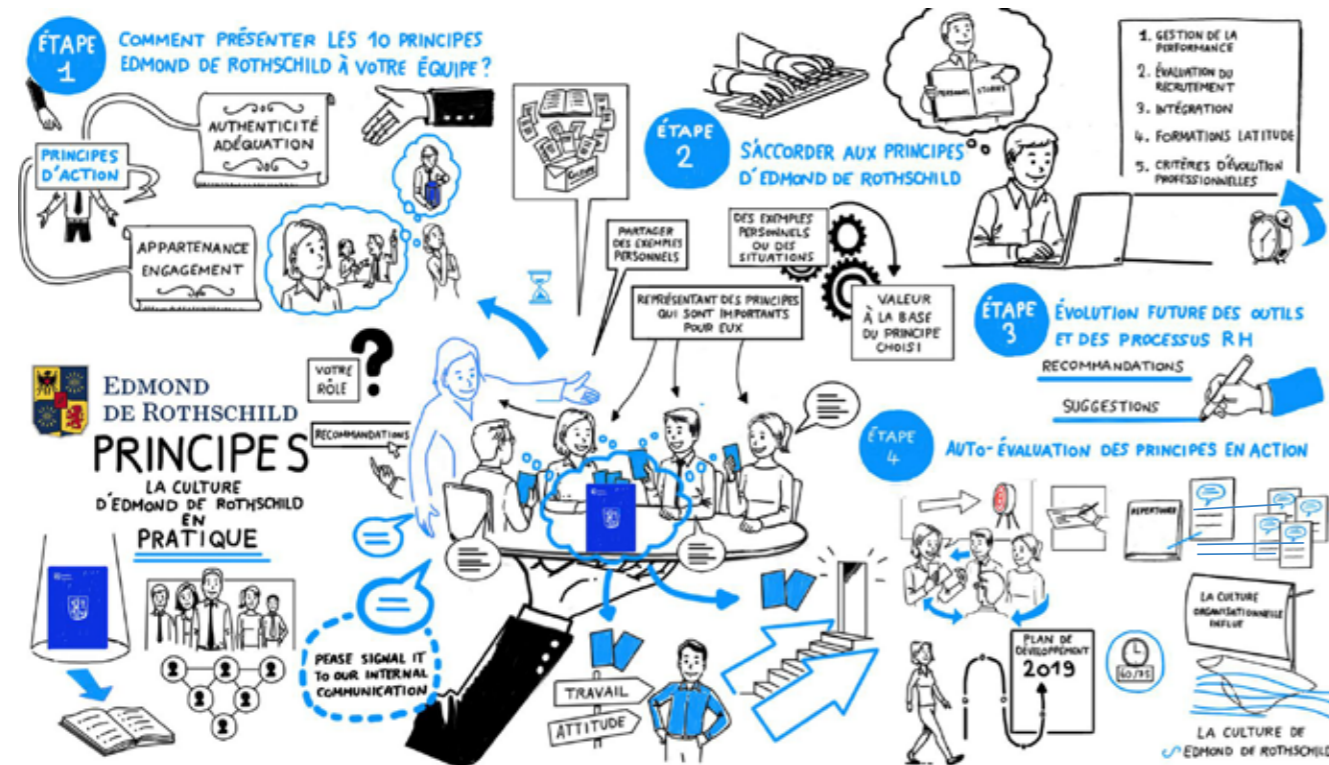 ÉTAPE
1
COMMENT PRÉSENTER LES 10 PRINCIPES
EDMOND DE ROTHSCHILD À VOTRE ÉQUIPE?
PRINCIPES
D'ACTION
AUTHENTICITÉ
ADÉQUATION
APPARTENANCE
ENGAGEMENT
CULTURE
ÉTAPE
2
S'ACCORDER AUX PRINCIPES
D'EDMOND DE ROTHSCHILD
PERSONNEL STORIES
1. GESTION DE LA
PERFORMANCE
2. ÉVALUATION DU
RECRUTEMENT
3. INTÉGRATION
4. FORMATIONS LATITUDE
5. CRITÈRES D'ÉVOLUTION
PROFESSIONNELLES
PARTAGER
DES EXEMPLES
PERSONNELS
DES EXEMPLES
PERSONNELS
OU DES
SITUATIONS
REPRÉSENTANT DES PRINCIPES
QUI SONT IMPORTANTS
POUR EUX
VALEUR
À LA BASE
DU PRINCIPE
CHOISI
ÉTAPE
3
ÉVOLUTION FUTURE DES OUTILS
ET DES PROCESSUS RH
RECOMMANDATIONS
SUGGESTIONS
EDMOND
DE ROTHSCHILD
PRINCIPES
LA CULTURE
D'EDMOND DE ROTHSCHILD
EN
PRATIQUE
VOTRE
RÔLE
?
RECOMMANDATIONS
PEASE SIGNAL IT
TO OUR INTERNAL
COMMUNICATION
TRAVAIL
ATTITUDE
ÉTAPE
4
AUTO-ÉVALUATION DES PRINCIPES EN ACTION
REPERTOIRE
PLAN DE
DÉVELOPPEMENT
2019
60/75
LA CULTURE
ORGANISATIONNELLE
INFLUE
LA CULTURE DE
EDMOND DE ROTHSCHILD